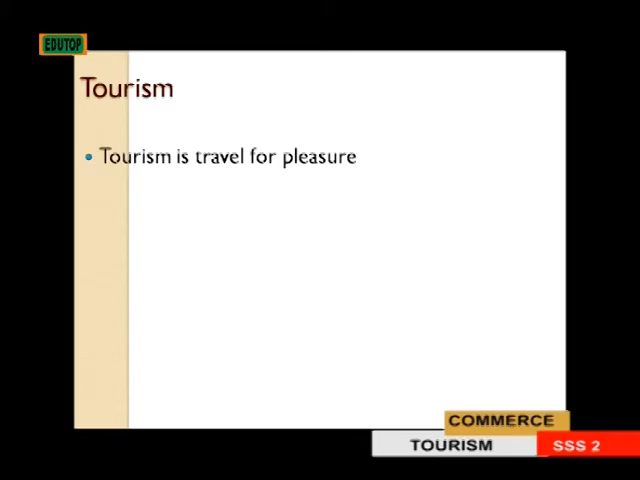 EDUTOP
Tourism
Tourism is travel for pleasure
COMMERCE
TOURISM
SSS 2